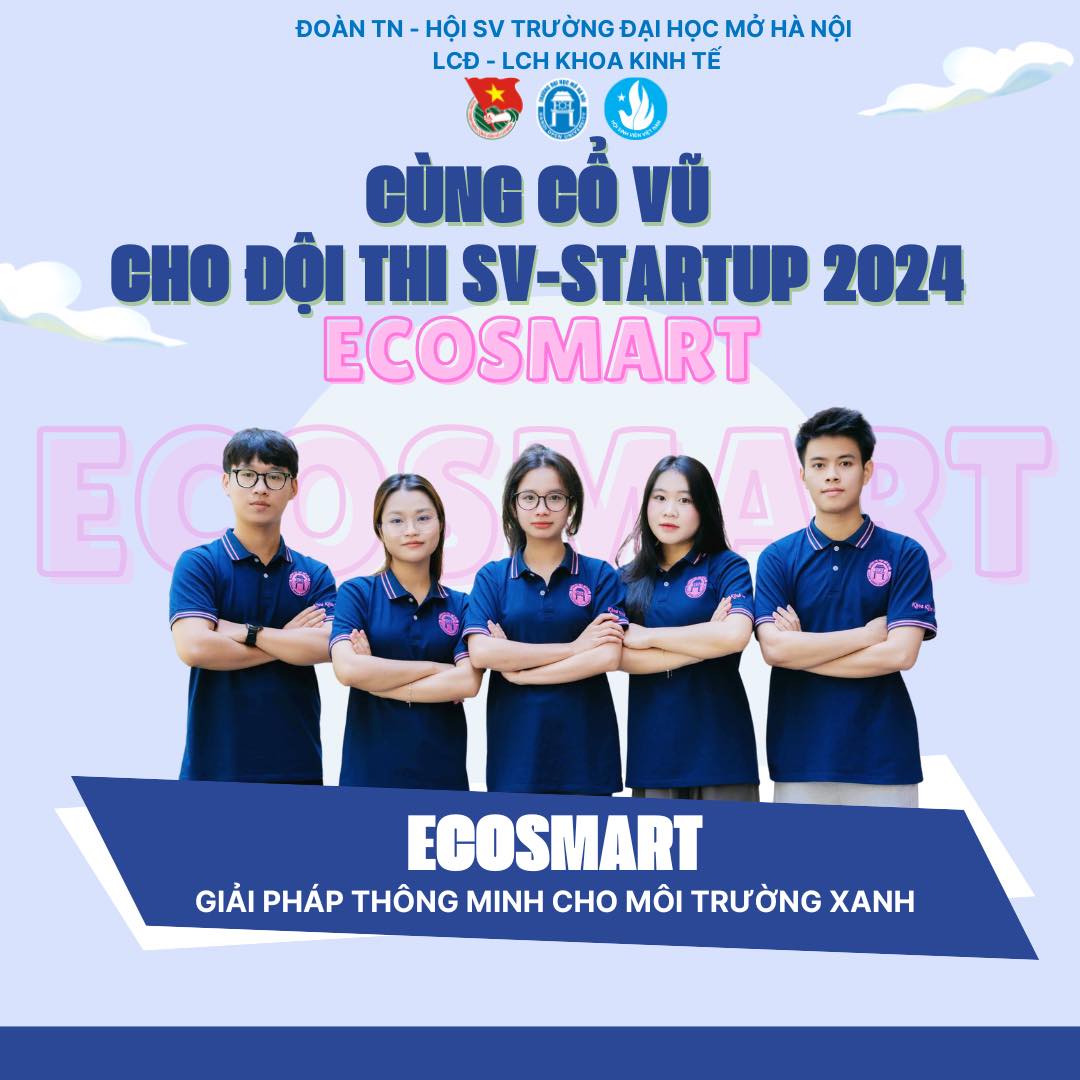 ĐOÀN TN - HỘI SV TRƯỜNG ĐẠI HỌC MỞ HÀ NỘI
LCĐ - LCH KHOA KINH TẾ
CÙNG CỔ VŨ
CHO ĐỘI THI SV-STARTUP 2024
ECOSMART
ECOSMART
ECOSMART
GIẢI PHÁP THÔNG MINH CHO MÔI TRƯỜNG XANH